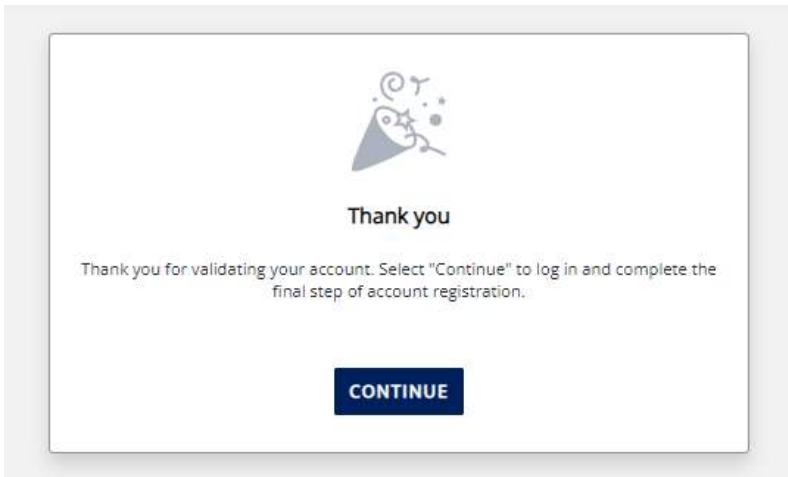 Thank you
Thank you for validating your account. Select "Continue" to log in and complete the
final step of account registration.
CONTINUE